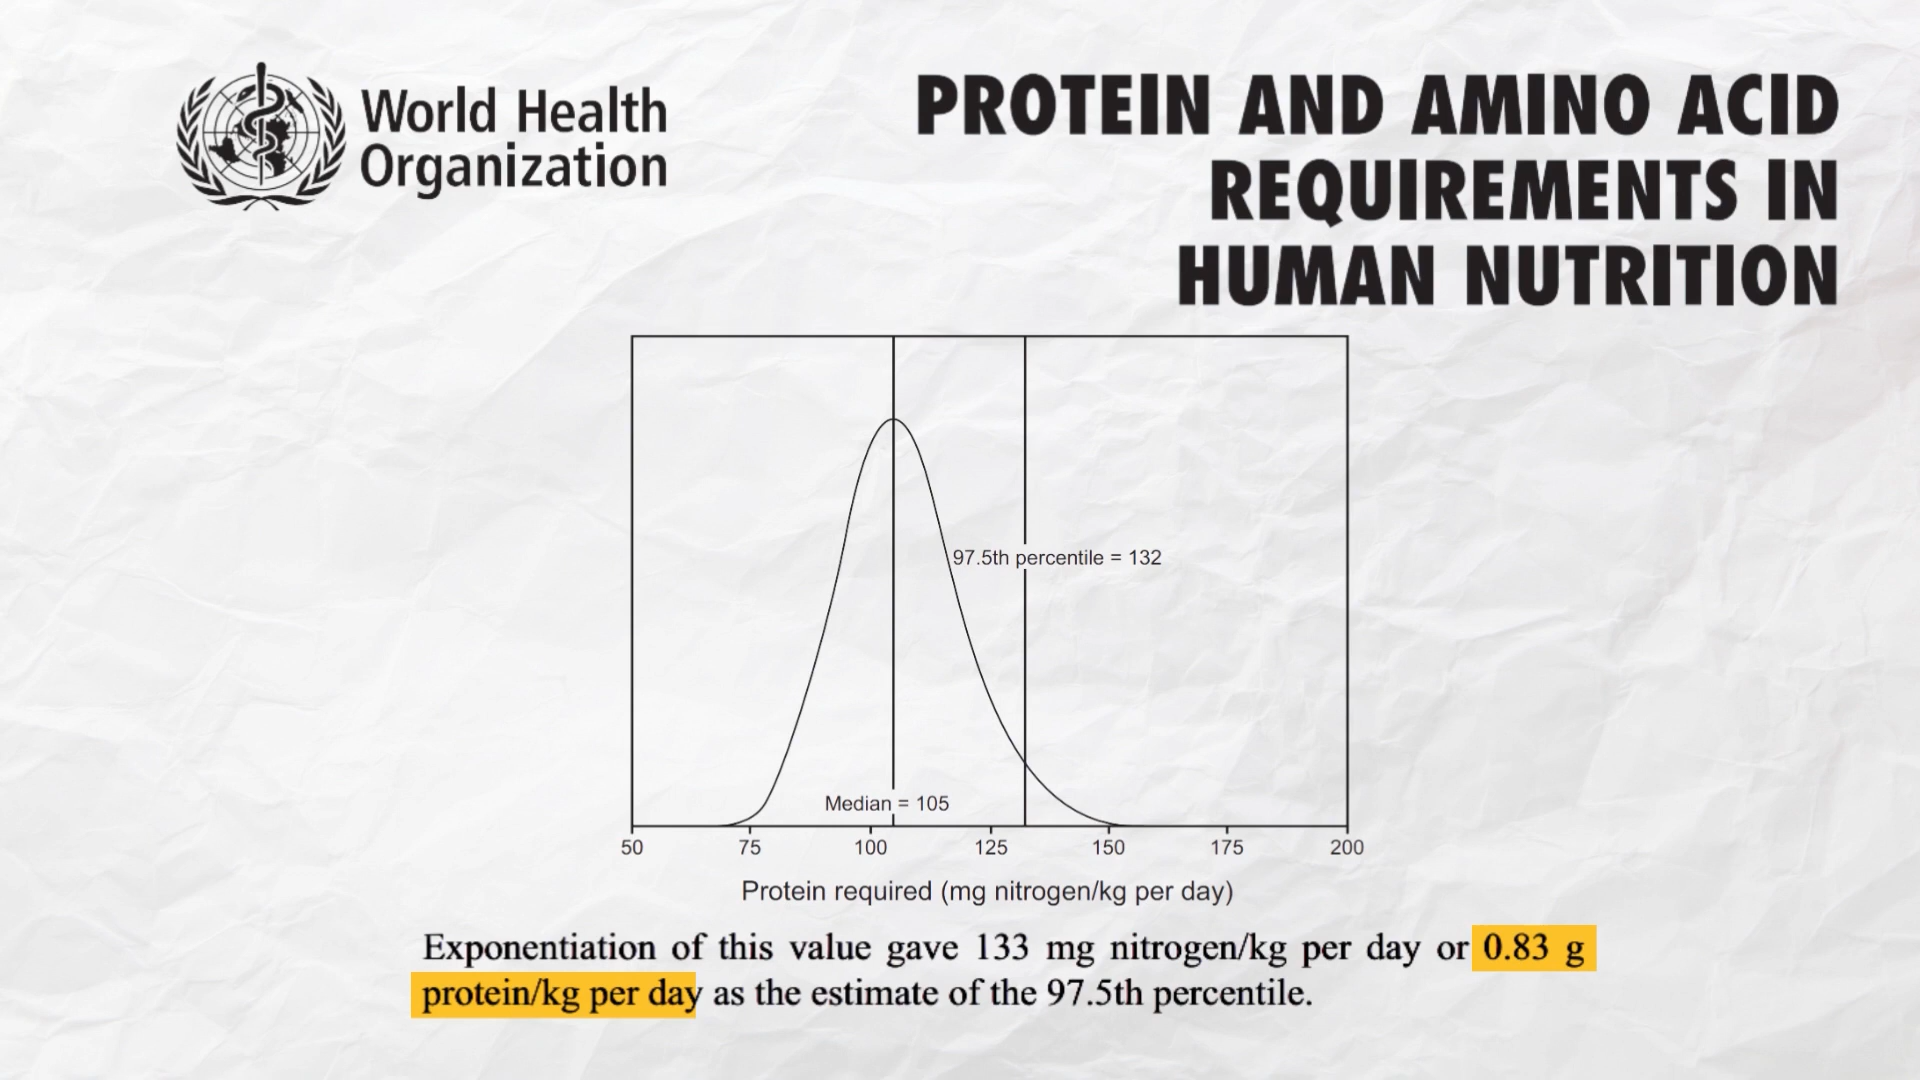 World Health
Organization
PROTEIN AND AMINO ACID
REQUIREMENTS IN
HUMAN NUTRITION
97.5th percentile = 132
Median = 105
50 75 100 125 150 175 200
Protein required (mg nitrogen/kg per day)
Exponentiation of this value gave 133 mg nitrogen/kg per day or 0.83 g
protein/kg per day as the estimate of the 97.5th percentile.